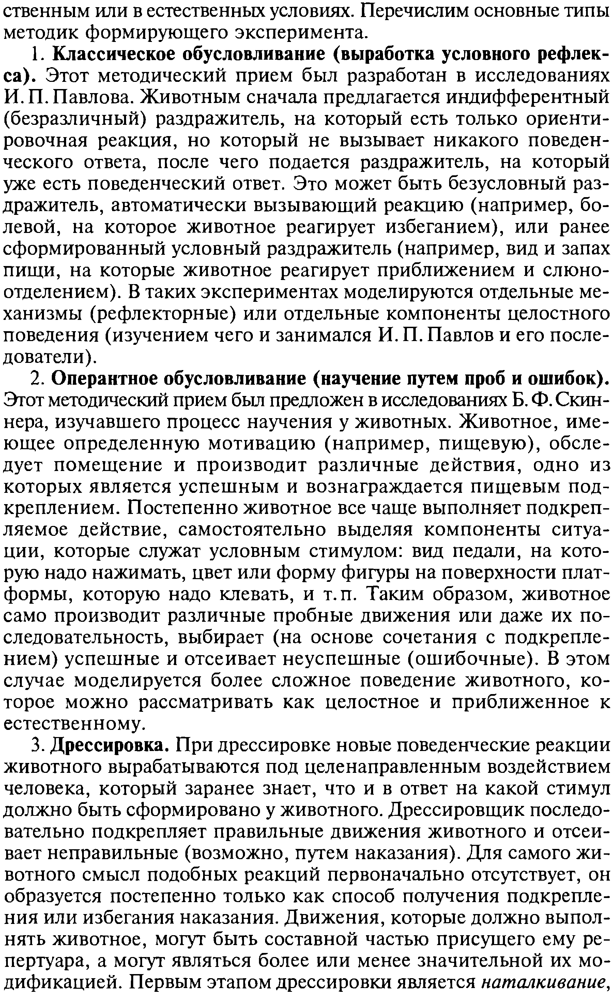 ственным или в естественных условиях. Перечислим основные типы
методик формирующего эксперимента.
1. Классическое обусловливание (выработка условного рефлек-
са). Этот методический прием был разработан в исследованиях
И. П. Павлова. Животным сначала предлагается индифферентный
(безразличный) раздражитель, на который есть только ориенти-
ровочная реакция, но который не вызывает никакого поведен-
ческого ответа, после чего подается раздражитель, на который
уже есть поведенческий ответ. Это может быть безусловный раз-
дражитель, автоматически вызывающий реакцию (например, бо-
левой, на которое животное реагирует избеганием), или ранее
сформированный условный раздражитель (например, вид и запах
пищи, на которые животное реагирует приближением и слюно-
отделением). В таких экспериментах моделируются отдельные ме-
ханизмы (рефлекторные) или отдельные компоненты целостного
поведения (изучением чего и занимался И. П. Павлов и его после-
дователи).
2. Оперантное обусловливание (научение путем проб и ошибок).
Этот методический прием был предложен в исследованиях Б. Ф. Скин-
нера, изучавшего процесс научения у животных. Животное, име-
ющее определенную мотивацию (например, пищевую), обсле-
дует помещение и производит различные действия, одно из
которых является успешным и вознаграждается пищевым под-
креплением. Постепенно животное все чаще выполняет подкреп-
ляемое действие, самостоятельно выделяя компоненты ситуа-
ции, которые служат условным стимулом: вид педали, на кото-
рую надо нажимать, цвет или форму фигуры на поверхности плат-
формы, которую надо клевать, и т. п. Таким образом, животное
само производит различные пробные движения или даже их по-
следовательность, выбирает (на основе сочетания с подкрепле-
нием) успешные и отсеивает неуспешные (ошибочные). В этом
случае моделируется более сложное поведение животного, ко-
торое можно рассматривать как целостное и приближенное к
естественному.
3. Дрессировка. При дрессировке новые поведенческие реакции
животного вырабатываются под целенаправленным воздействием
человека, который заранее знает, что и в ответ на какой стимул
должно быть сформировано у животного. Дрессировщик последо-
вательно подкрепляет правильные движения животного и отсеи-
вает неправильные (возможно, путем наказания). Для самого жи-
вотного смысл подобных реакций первоначально отсутствует, он
образуется постепенно только как способ получения подкрепле-
ния или избегания наказания. Движения, которые должно выпол-
нять животное, могут быть составной частью присущего ему ре-
пертуара, а могут являться более или менее значительной их мо-
дификацией. Первым этапом дрессировки является наталкивание,